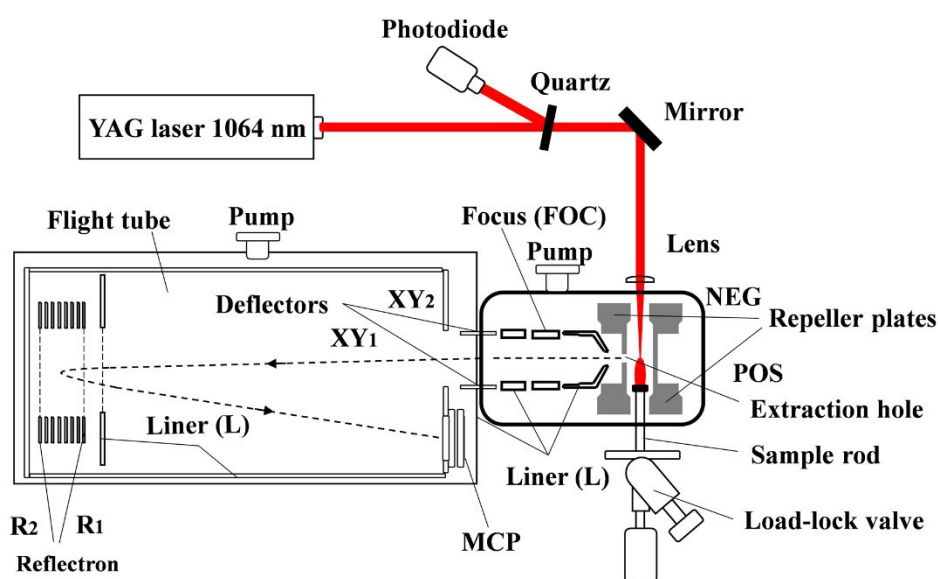 Photodiode
Quartz
Mirror
YAG laser 1064 nm
Pump
Flight tube
Focus (FOC)
Pump
Lens
NEG
Deflectors
XY2
Repeller plates
XY1
POS
Extraction hole
Liner (L)
Liner (L)
Sample rod
R2
R1
MCP
Load-lock valve
Reflectron